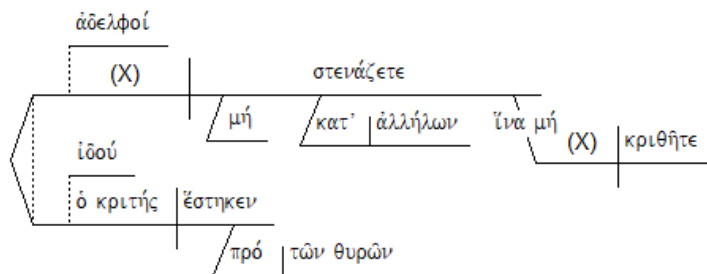 ἀδελφοί
(X) στενάζετε
μή κατ' ἀλλήλων ἵνα μή
(X) κριθῆτε
ἰδού
ὁ κριτής ἕστηκεν
πρό τῶν θυρῶν